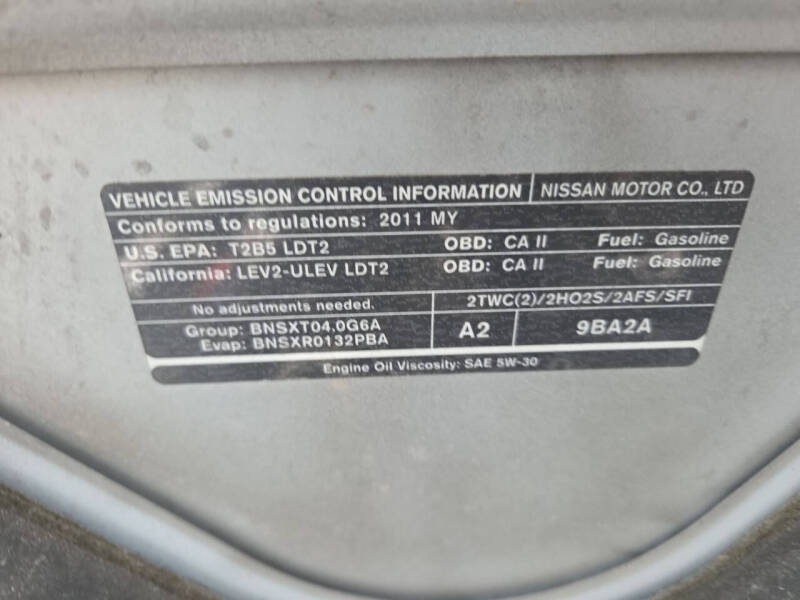 VEHICLE EMISSION CONTROL INFORMATION NISSAN MOTOR CO., LTD
Conforms to regulations: 2011 MY
U.S. EPA: T2B5 LDT2 OBD: CA II Fuel: Gasoline
California: LEV2-ULEV LDT2 OBD: CA II Fuel: Gasoline
No adjustments needed. 2TWC(2)/2HO2S/2AFS/SFI
Group: BNSXT04.0G6A A2 9BA2A
Evap: BNSXR0132PBA
Engine Oil Viscosity: SAE 5W-30